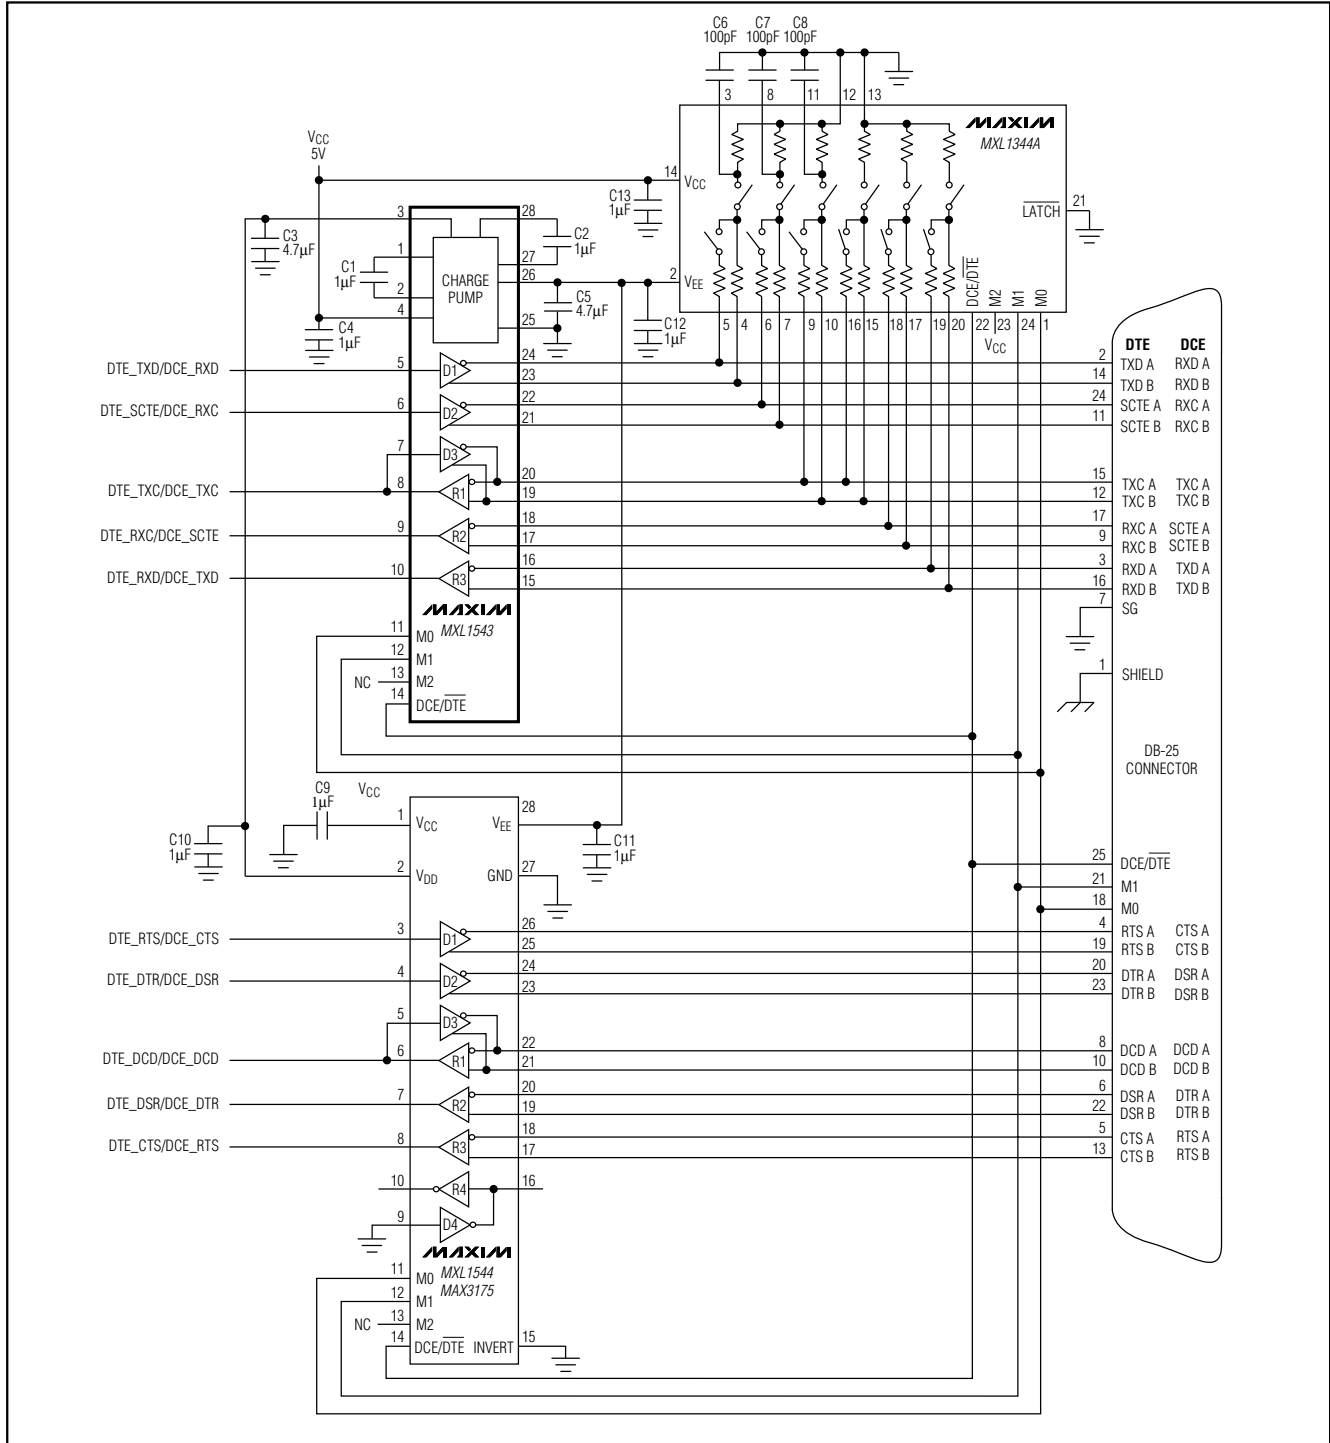 C6 C7 C8
100pF 100pF 100pF
3 8 11 12 13
MAXIM
MXL1344A
VCC
5V
14 VCC
C13
1µF
LATCH 21
3 28
C3
4.7µF
C2
1µF
1 27
C1
1µF
CHARGE
PUMP
26 2 VEE
2
C5
4.7µF
4 25
C4
1µF
C12
1µF
DCE/DTE M2 M1 M0
5 4 6 7 9 10 16 15 18 17 19 20 22 23 24 1
VCC
DTE DCE
DTE_TXD/DCE_RXD 5 D1 24 2 TXD A RXD A
23 14 TXD B RXD B
DTE_SCTE/DCE_RXC 6 D2 22 24 SCTE A RXC A
21 11 SCTE B RXC B
7 D3
DTE_TXC/DCE_TXC 8 R1 20 15 TXC A TXC A
19 12 TXC B TXC B
DTE_RXC/DCE_SCTE 9 R2 18 17 RXC A SCTE A
17 9 RXC B SCTE B
DTE_RXD/DCE_TXD 10 R3 16 3 RXD A TXD A
15 16 RXD B TXD B
7 SG
MAXIM
MXL1543
11 M0
12 M1
NC 13 M2
14 DCE/DTE
1 SHIELD
DB-25
CONNECTOR
C9
1µF
VCC
1 VCC VEE 28
C10
1µF
C11
1µF
2 VDD GND 27
25 DCE/DTE
21 M1
18 M0
DTE_RTS/DCE_CTS 3 D1 26 4 RTS A CTS A
25 19 RTS B CTS B
DTE_DTR/DCE_DSR 4 D2 24 20 DTR A DSR A
23 23 DTR B DSR B
5 D3
DTE_DCD/DCE_DCD 6 R1 22 8 DCD A DCD A
21 10 DCD B DCD B
DTE_DSR/DCE_DTR 7 R2 20 6 DSR A DTR A
19 22 DSR B DTR B
DTE_CTS/DCE_RTS 8 R3 18 5 CTS A RTS A
17 13 CTS B RTS B
10 R4 16
9 D4
MAXIM
MXL1544
MAX3175
11 M0
12 M1
NC 13 M2
14 DCE/DTE INVERT 15